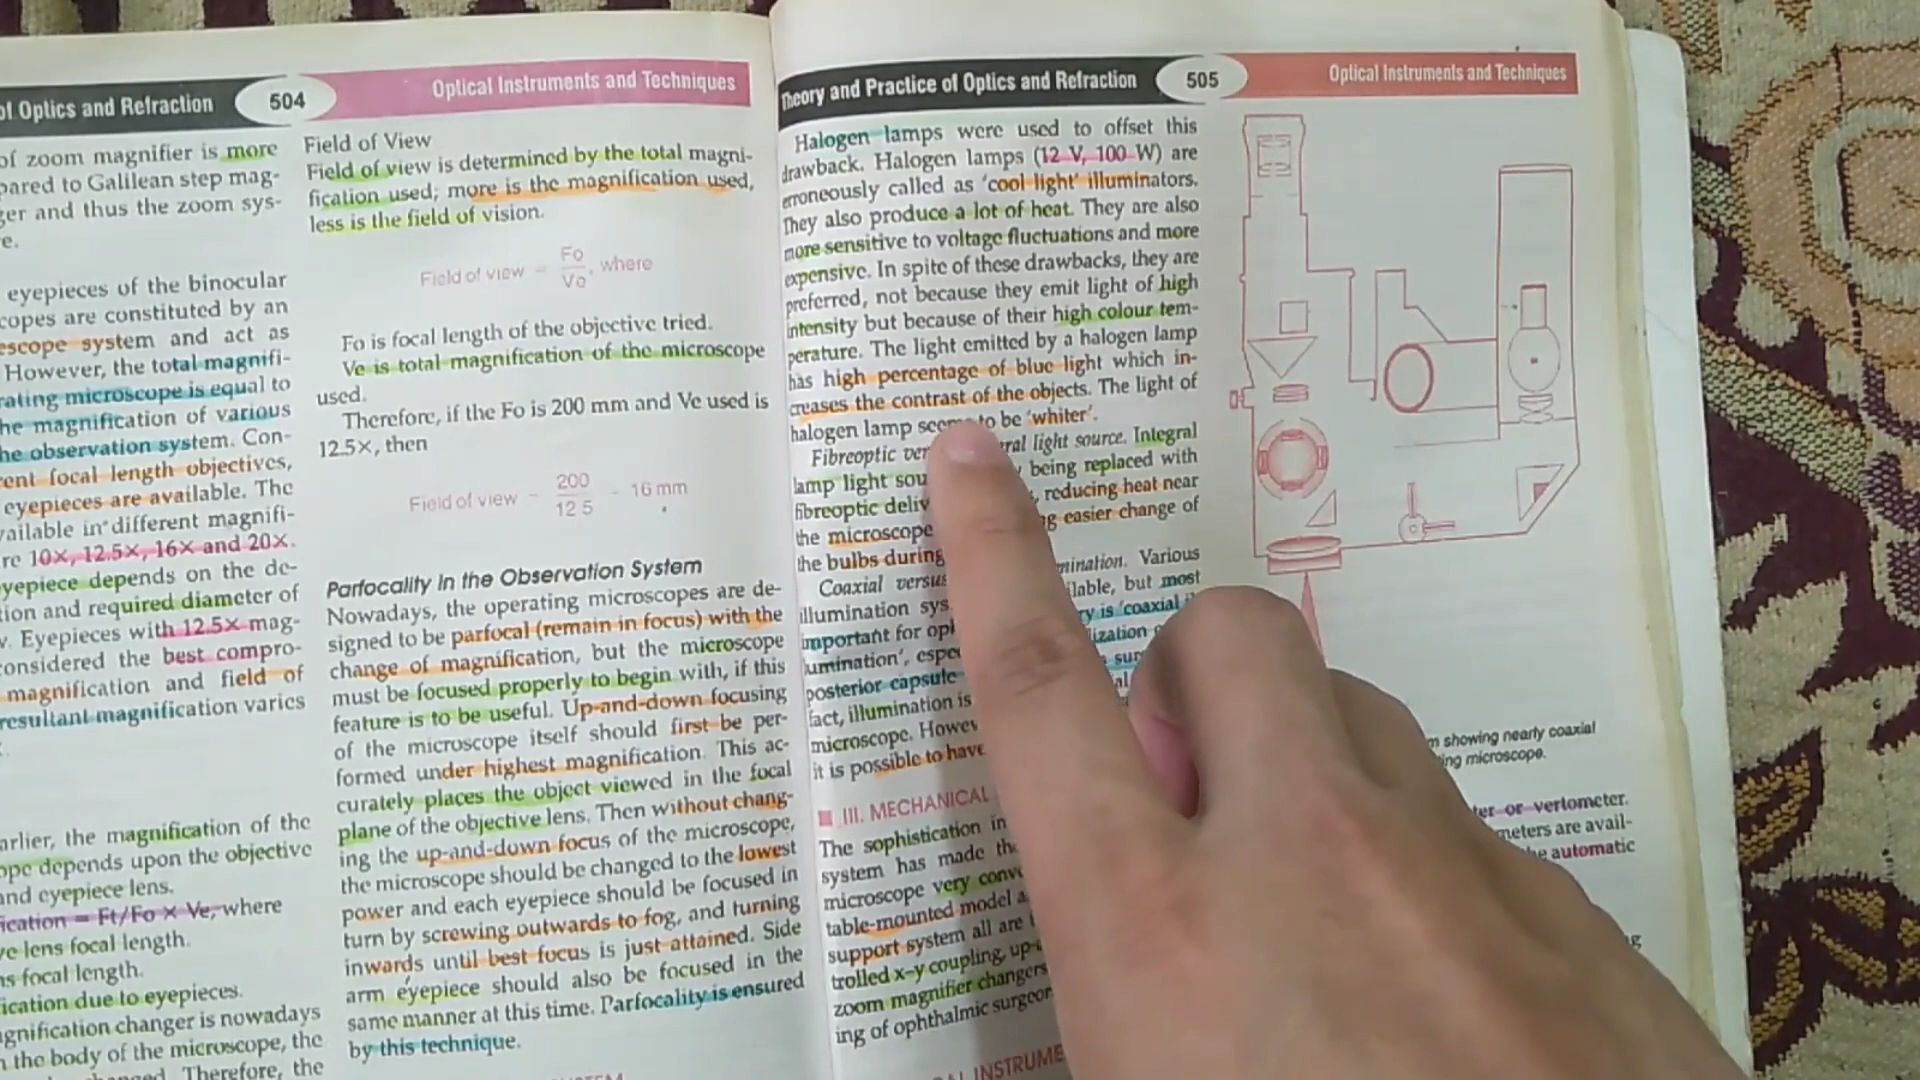 of Optics and Refraction
504
Optical Instruments and Techniques
of zoom magnifier is more
pared to Galilean step mag-
ger and thus the zoom sys-
e.
eyepieces of the binocular
copes are constituted by an
escope system and act as
However, the total magnifi-
rating microscope is equal to
he magnification of various
he observation system. Con-
ent focal length objectives,
eyepieces are available. The
vailable in different magnifi-
re 10×, 12.5×, 16× and 20×.
yepiece depends on the de-
tion and required diameter of
v. Eyepieces with 12.5× mag-
considered the best compro-
magnification and field of
resultant magnification varies
arlier, the magnification of the
ope depends upon the objective
and eyepiece lens.
ication = Ft/Fo × Ve, where
ve lens focal length.
ns focal length.
ication due to eyepieces.
agnification changer is nowadays
n the body of the microscope, the
Therefore, the
Field of View
Field of view is determined by the total magni-
fication used; more is the magnification used,
less is the field of vision.
Field of view = Fo/Ve, where
Fo is focal length of the objective tried.
Ve is total magnification of the microscope
used.
Therefore, if the Fo is 200 mm and Ve used is
12.5×, then
Field of view = 200/12.5 = 16 mm
Parfocality In the Observation System
Nowadays, the operating microscopes are de-
signed to be parfocal (remain in focus) with the
change of magnification, but the microscope
must be focused properly to begin with, if this
feature is to be useful. Up-and-down focusing
of the microscope itself should first be per-
formed under highest magnification. This ac-
curately places the object viewed in the focal
plane of the objective lens. Then without chang-
ing the up-and-down focus of the microscope,
the microscope should be changed to the lowest
power and each eyepiece should be focused in
turn by screwing outwards to fog, and turning
inwards until best focus is just attained. Side
arm eyepiece should also be focused in the
same manner at this time. Parfocality is ensured
by this technique.
Theory and Practice of Optics and Refraction
505
Optical Instruments and Techniques
Halogen lamps were used to offset this
drawback. Halogen lamps (12 V, 100 W) are
erroneously called as 'cool light' illuminators.
They also produce a lot of heat. They are also
more sensitive to voltage fluctuations and more
expensive. In spite of these drawbacks, they are
preferred, not because they emit light of high
intensity but because of their high colour tem-
perature. The light emitted by a halogen lamp
has high percentage of blue light which in-
creases the contrast of the objects. The light of
halogen lamp seems to be 'whiter'.
Fibreoptic ver ral light source. Integral
lamp light sou being replaced with
fibreoptic deliv , reducing heat near
the microscope g easier change of
the bulbs during
Coaxial versus mination. Various
illumination sys lable, but most
important for op ry is 'coaxial
umination', espe lization
posterior capsule sur
fact, illumination is al
microscope. Howev
it is possible to have
III. MECHANICAL
The sophistication in
system has made the
microscope very conv
table-mounted model a
support system all are
trolled x-y coupling, up-
zoom magnifier changers
ing of ophthalmic surgeon
AL INSTRUME
m showing nearly coaxial
ing microscope.
ter or vertometer.
meters are avail-
he automatic